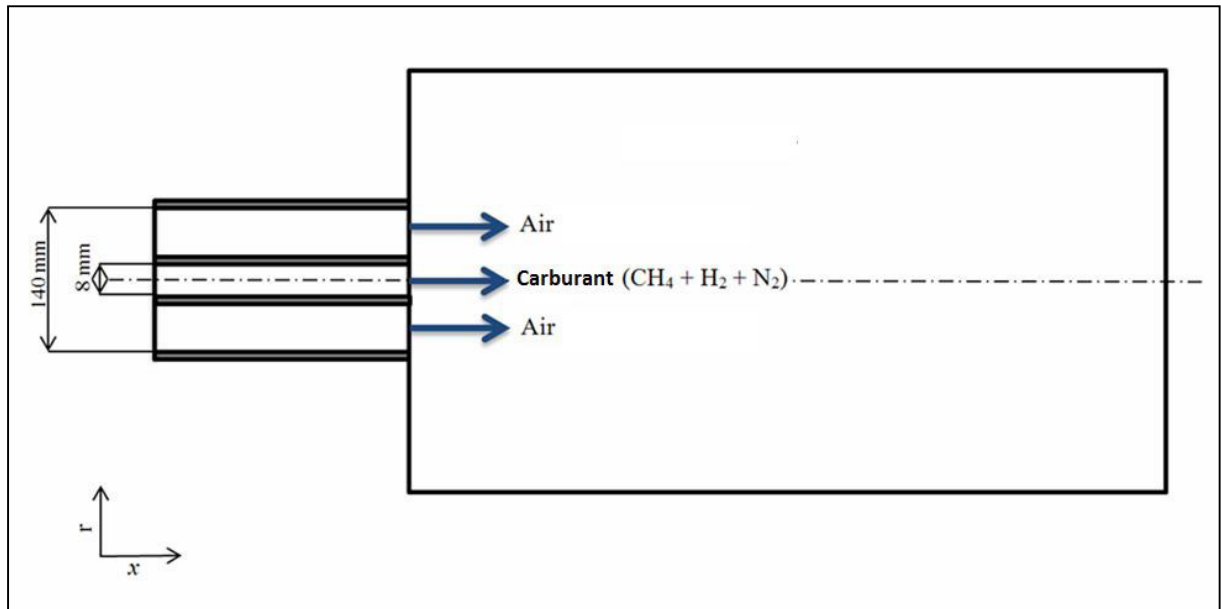 Air
140 mm
8 mm
Carburant (CH₄ + H₂ + N₂)
Air
r
x